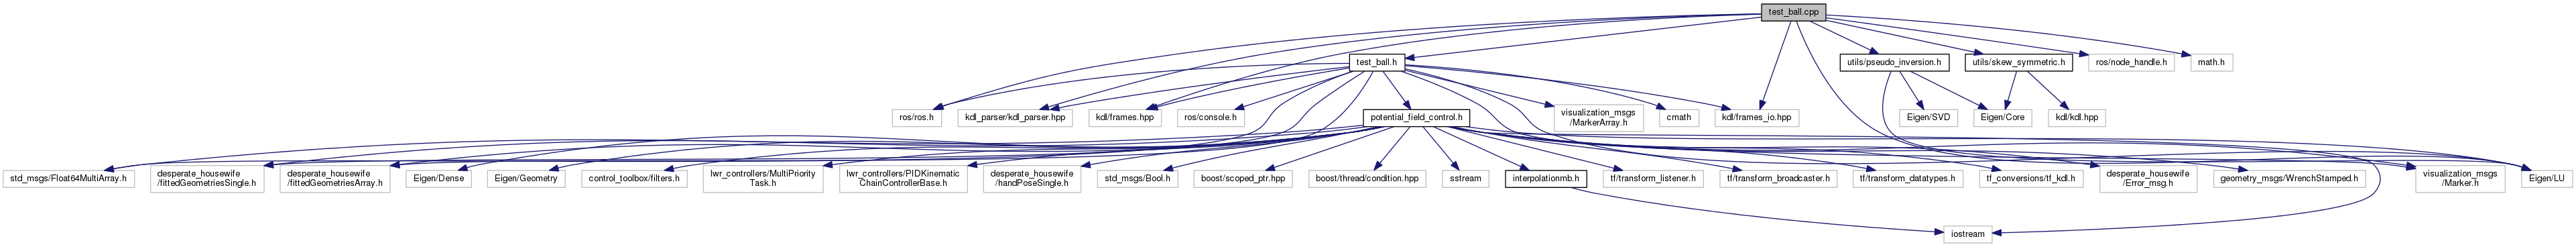 test_ball.cpp
test_ball.h
utils/pseudo_inversion.h
utils/skew_symmetric.h
ros/node_handle.h
math.h
ros/ros.h
kdl_parser/kdl_parser.hpp
kdl/frames.hpp
ros/console.h
potential_field_control.h
visualization_msgs
/MarkerArray.h
cmath
kdl/frames_io.hpp
Eigen/SVD
Eigen/Core
kdl/kdl.hpp
std_msgs/Float64MultiArray.h
desperate_housewife
/fittedGeometriesSingle.h
desperate_housewife
/fittedGeometriesArray.h
Eigen/Dense
Eigen/Geometry
control_toolbox/filters.h
lwr_controllers/MultiPriority
Task.h
lwr_controllers/PIDKinematic
ChainControllerBase.h
desperate_housewife
/handPoseSingle.h
std_msgs/Bool.h
boost/scoped_ptr.hpp
boost/thread/condition.hpp
sstream
interpolationmb.h
tf/transform_listener.h
tf/transform_broadcaster.h
tf/transform_datatypes.h
tf_conversions/tf_kdl.h
desperate_housewife
/Error_msg.h
geometry_msgs/WrenchStamped.h
visualization_msgs
/Marker.h
Eigen/LU
iostream